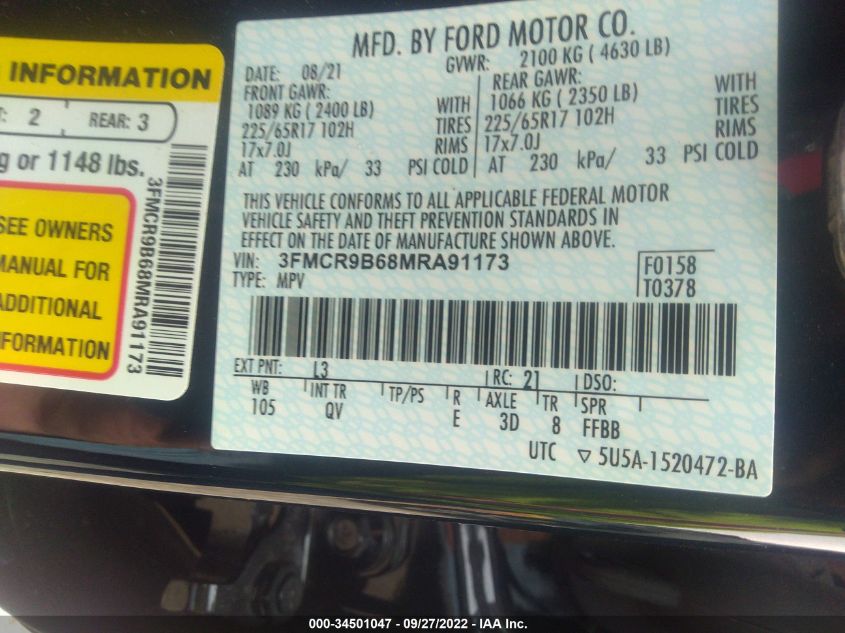 G INFORMATION
T: 2 REAR: 3
g or 1148 lbs.
SEE OWNERS
MANUAL FOR
ADDITIONAL
INFORMATION
3FMCR9B68MRA91173
MFD. BY FORD MOTOR CO.
DATE: 08/21 GVWR: 2100 KG ( 4630 LB)
FRONT GAWR: REAR GAWR:
1089 KG ( 2400 LB) WITH 1066 KG ( 2350 LB) WITH
225/65R17 102H TIRES 225/65R17 102H TIRES
17x7.0J RIMS 17x7.0J RIMS
AT 230 kPa/ 33 PSI COLD AT 230 kPa/ 33 PSI COLD
THIS VEHICLE CONFORMS TO ALL APPLICABLE FEDERAL MOTOR
VEHICLE SAFETY AND THEFT PREVENTION STANDARDS IN
EFFECT ON THE DATE OF MANUFACTURE SHOWN ABOVE.
VIN: 3FMCR9B68MRA91173 F0158
TYPE: MPV T0378
EXT PNT: L3 RC: 21 DSO:
WB INT TR TP/PS R AXLE TR SPR
105 QV E 3D 8 FFBB
UTC ▽ 5U5A-1520472-BA
000-34501047 - 09/27/2022 - IAA Inc.